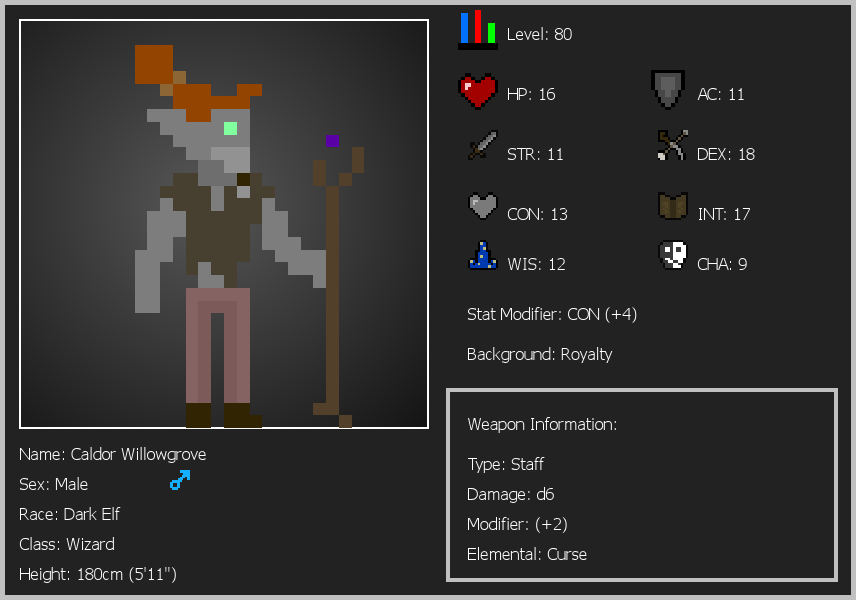 Level: 80
HP: 16
AC: 11
STR: 11
DEX: 18
CON: 13
INT: 17
WIS: 12
CHA: 9
Stat Modifier: CON (+4)
Background: Royalty
Weapon Information:
Type: Staff
Damage: d6
Modifier: (+2)
Elemental: Curse
Name: Caldor Willowgrove
Sex: Male
Race: Dark Elf
Class: Wizard
Height: 180cm (5'11")